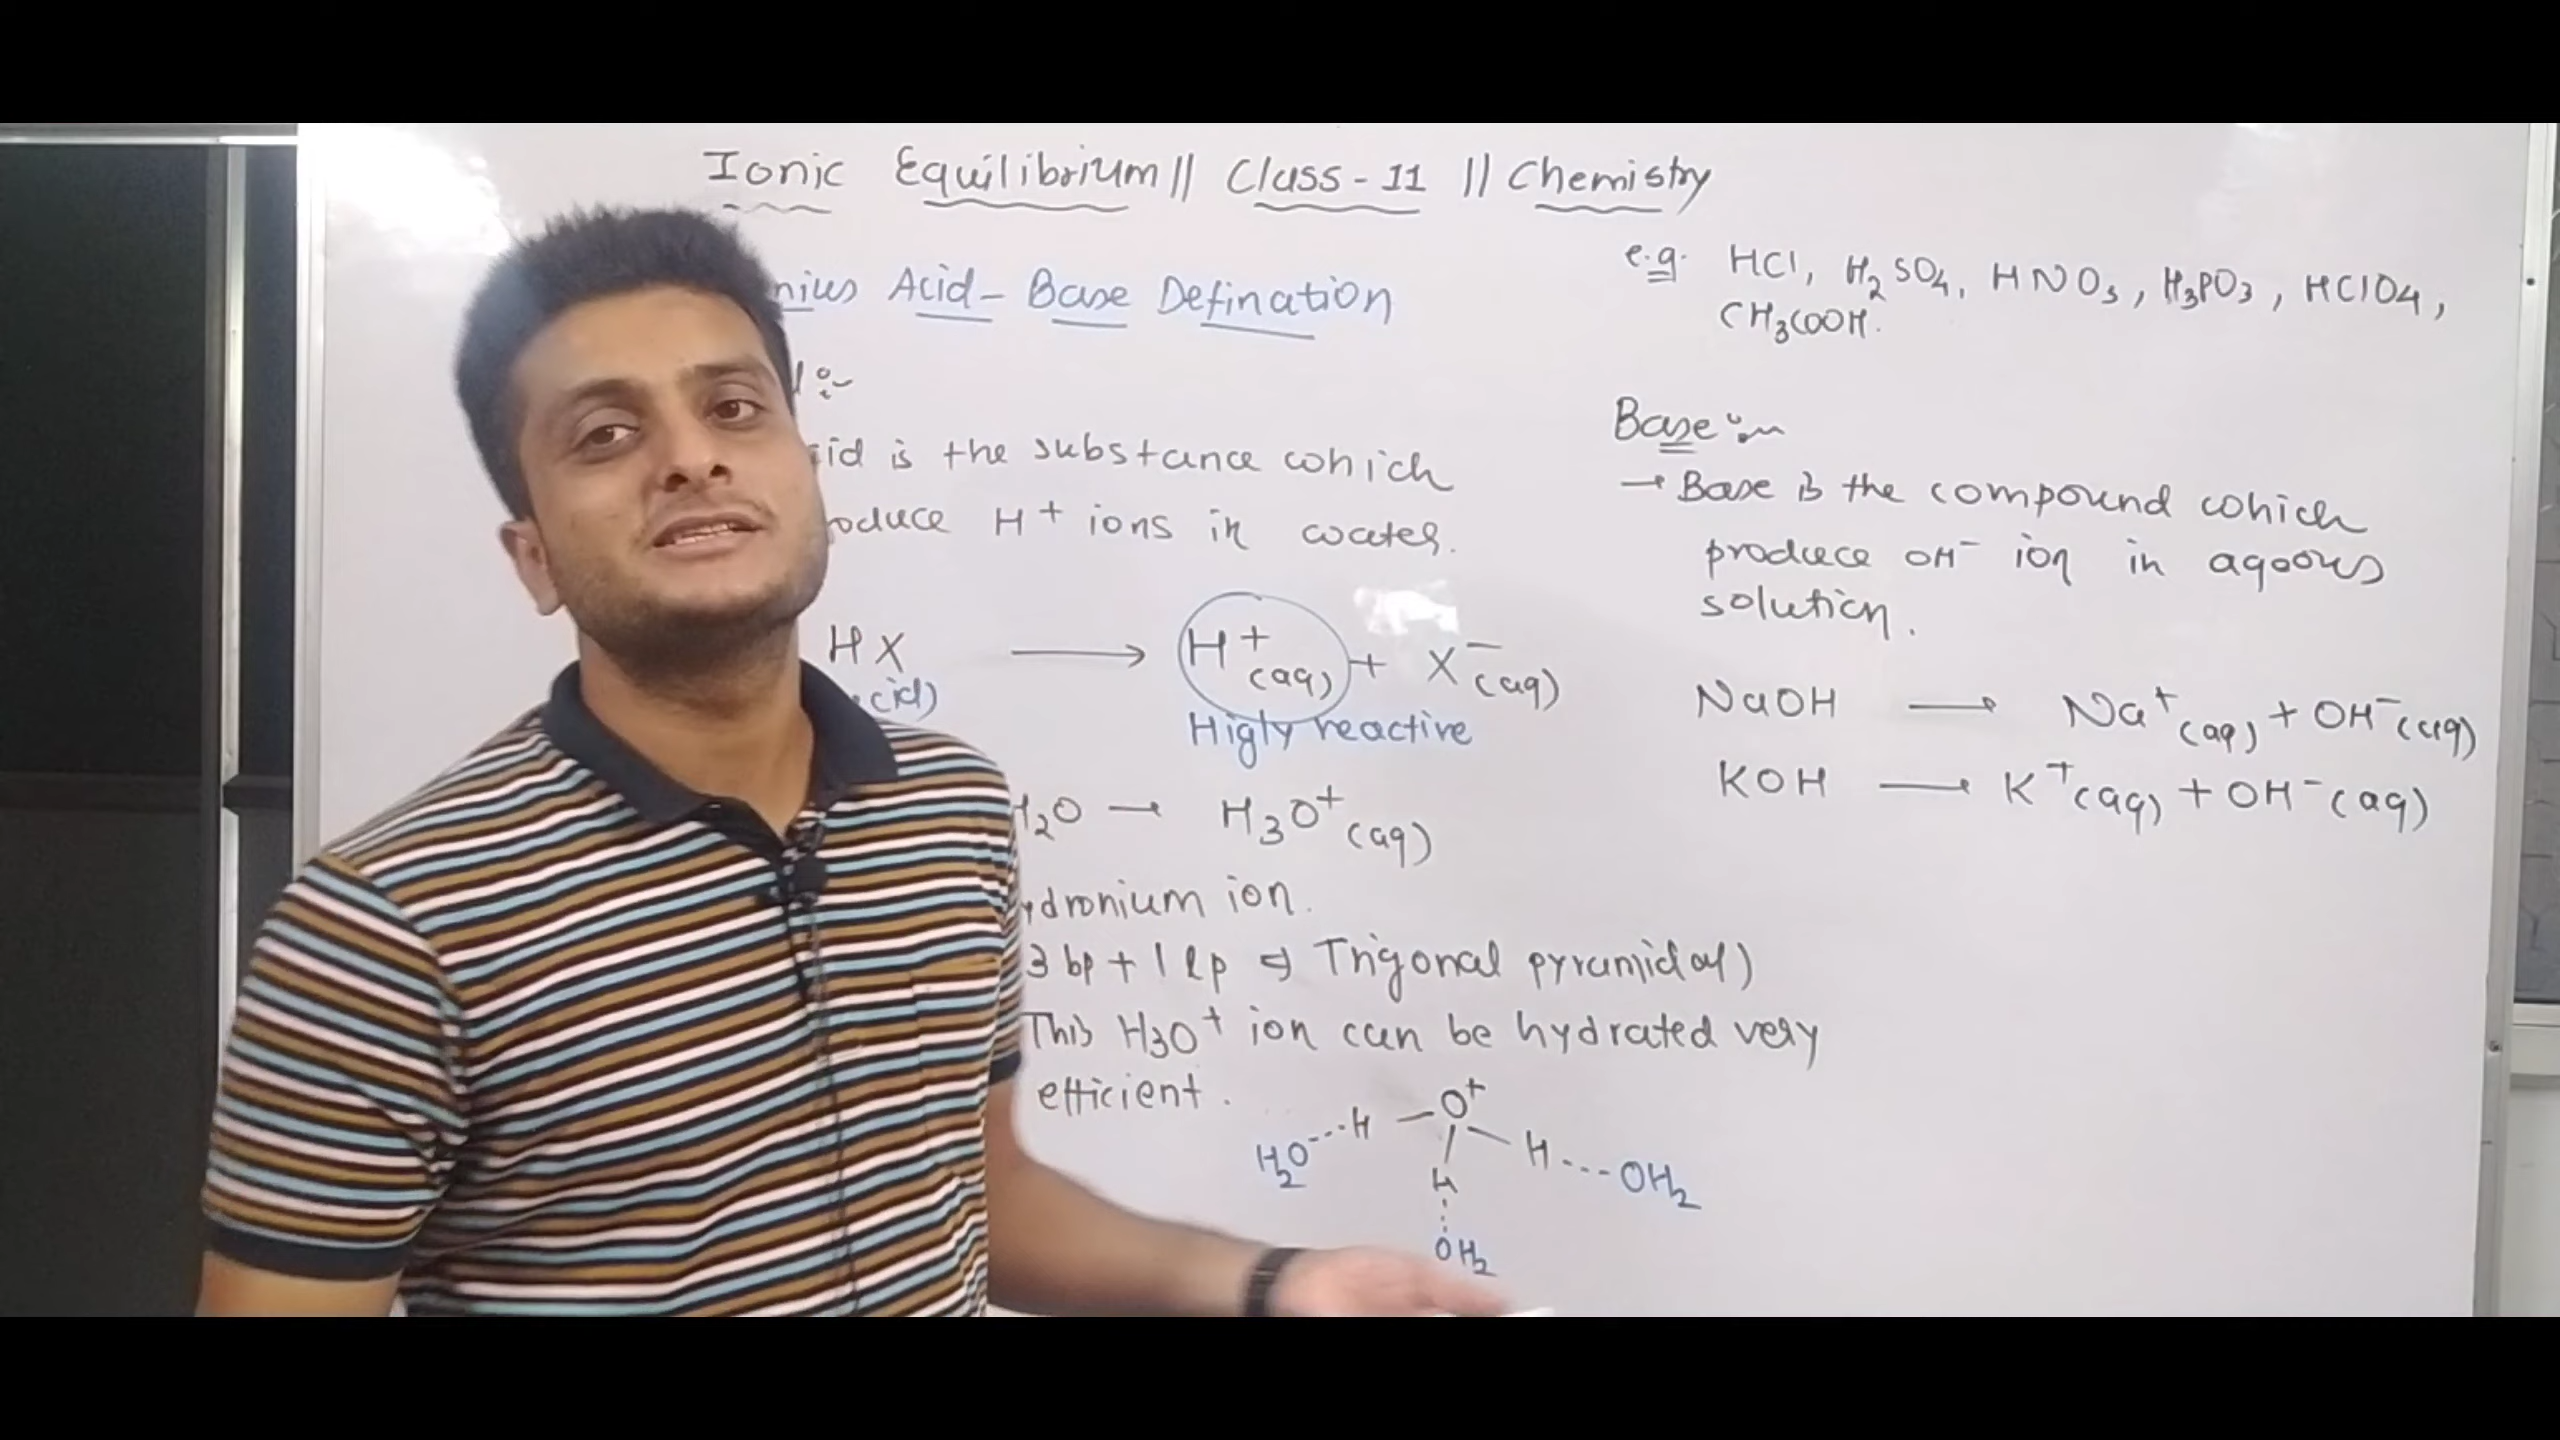 Ionic Equilibrium || Class - 11 || Chemistry
Acid - Base Defination
is the substance which
H+ ions in water.
HX → H+(aq) + X-(aq)
Higly reactive
H2O → H3O+(aq)
ion.
3 bp + 1 lp ⇒ Trigonal pyramidal)
This H3O+ ion can be hydrated very
efficient.
O+
H2O---H H---OH2
H
OH2
e.g. HCl, H2SO4, HNO3, H3PO3, HClO4,
CH3COOH.
Base :-
→ Base is the compound which
produce OH- ion in aqoous
solution.
NaOH → Na+(aq) + OH-(aq)
KOH → K+(aq) + OH-(aq)